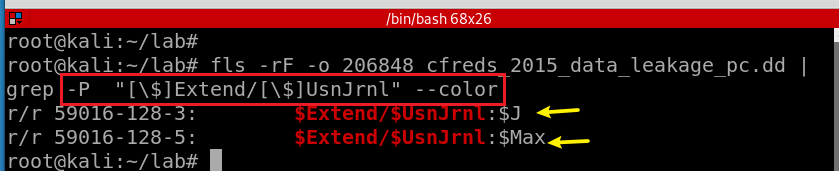 /bin/bash 68x26
root@kali:~/lab#
root@kali:~/lab# fls -rF -o 206848 cfreds_2015_data_leakage_pc.dd |
grep -P  "[\$]Extend/[\$]UsnJrnl" --color
r/r 59016-128-3:        $Extend/$UsnJrnl:$J
r/r 59016-128-5:        $Extend/$UsnJrnl:$Max
root@kali:~/lab#